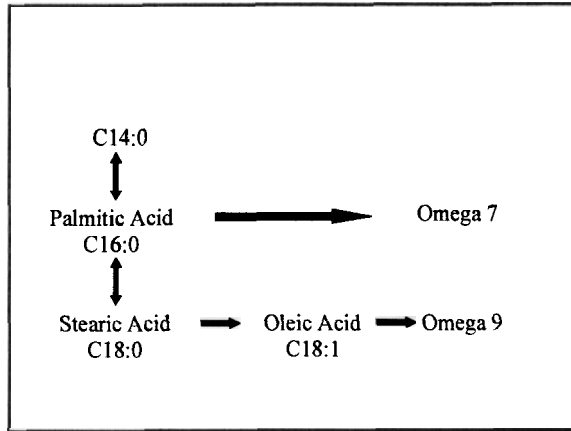 C14:0
Palmitic Acid
C16:0
Omega 7
Stearic Acid
C18:0
Oleic Acid
C18:1
Omega 9